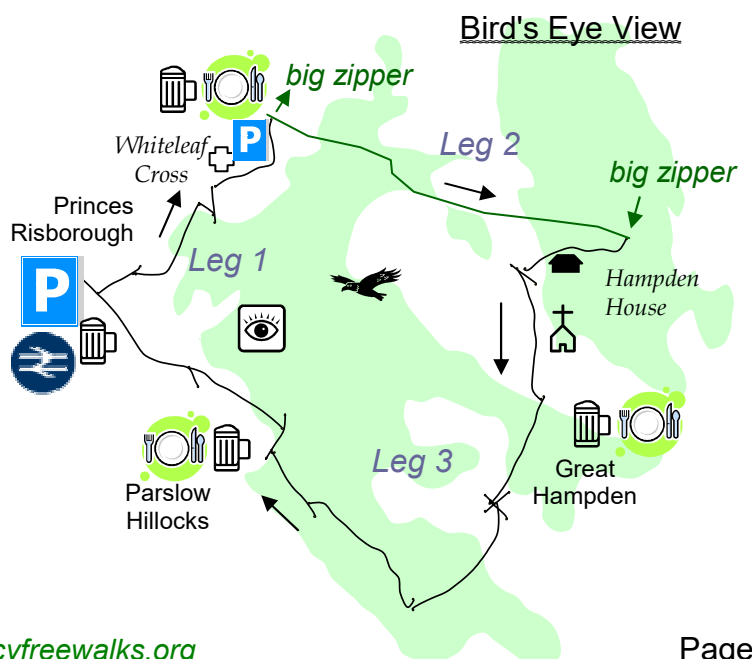 Bird's Eye View
big zipper
Whiteleaf
Cross
P
Leg 2
big zipper
Princes
Risborough
Leg 1
P
Hampden
House
Leg 3
Great
Hampden
Parslow
Hillocks
cyfreewalks.org
Page